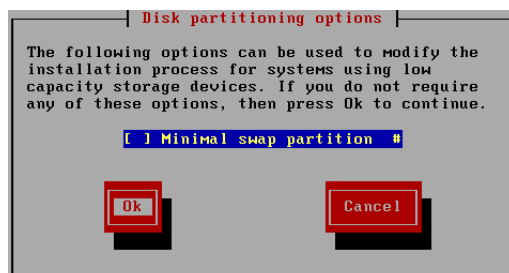 Disk partitioning options
The following options can be used to modify the
installation process for systems using low
capacity storage devices. If you do not require
any of these options, then press Ok to continue.
[ ] Minimal swap partition #
Ok Cancel